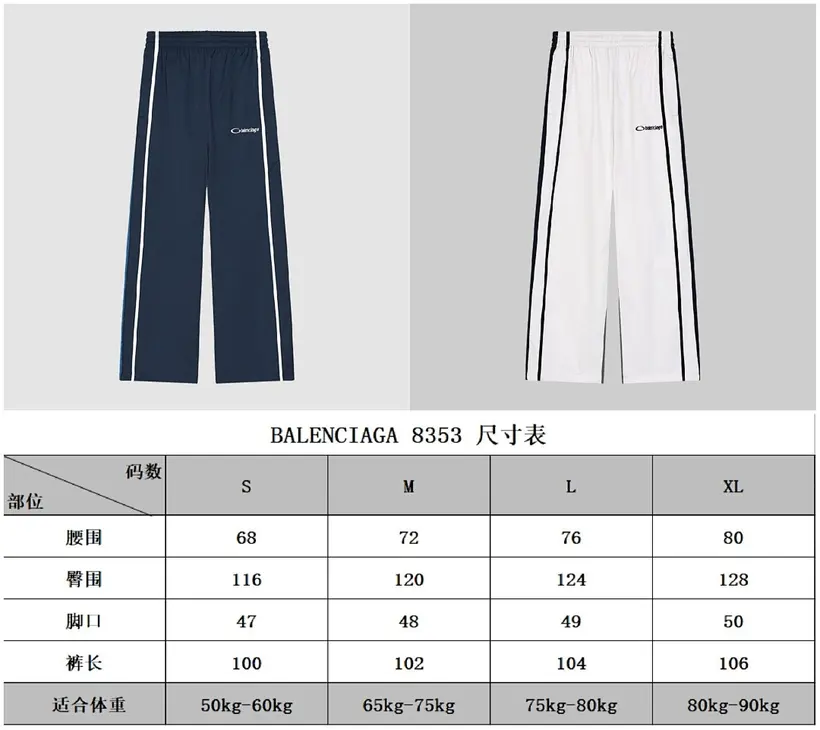 Balenciaga
Balenciaga
BALENCIAGA 8353 尺寸表
码数
部位
S M L XL
腰围 68 72 76 80
臀围 116 120 124 128
脚口 47 48 49 50
裤长 100 102 104 106
适合体重 50kg-60kg 65kg-75kg 75kg-80kg 80kg-90kg